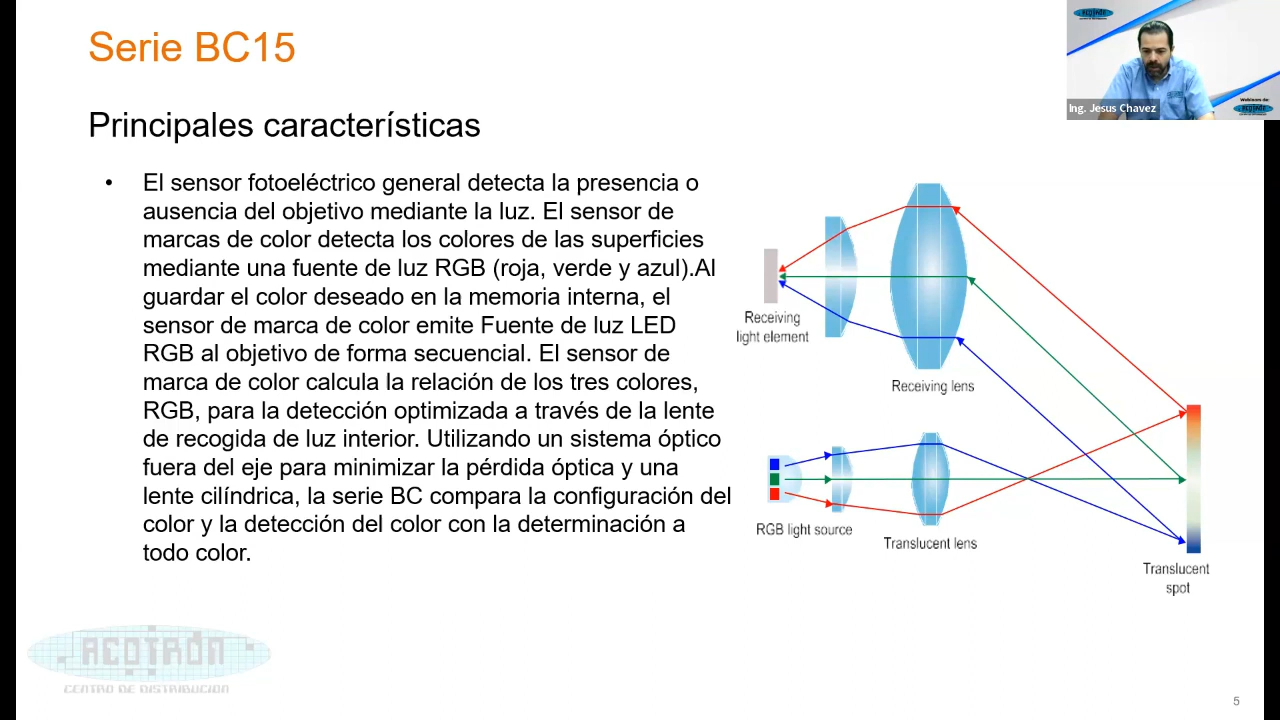 Serie BC15
Principales características
• El sensor fotoeléctrico general detecta la presencia o
ausencia del objetivo mediante la luz. El sensor de
marcas de color detecta los colores de las superficies
mediante una fuente de luz RGB (roja, verde y azul).Al
guardar el color deseado en la memoria interna, el
sensor de marca de color emite Fuente de luz LED
RGB al objetivo de forma secuencial. El sensor de
marca de color calcula la relación de los tres colores,
RGB, para la detección optimizada a través de la lente
de recogida de luz interior. Utilizando un sistema óptico
fuera del eje para minimizar la pérdida óptica y una
lente cilíndrica, la serie BC compara la configuración del
color y la detección del color con la determinación a
todo color.
Receiving
light element
Receiving lens
RGB light source
Translucent lens
Translucent
spot
ACOTRON
CENTRO DE DISTRIBUCION
5
ACOTRON
Ing. Jesus Chavez
Webinars de:
ACOTRON